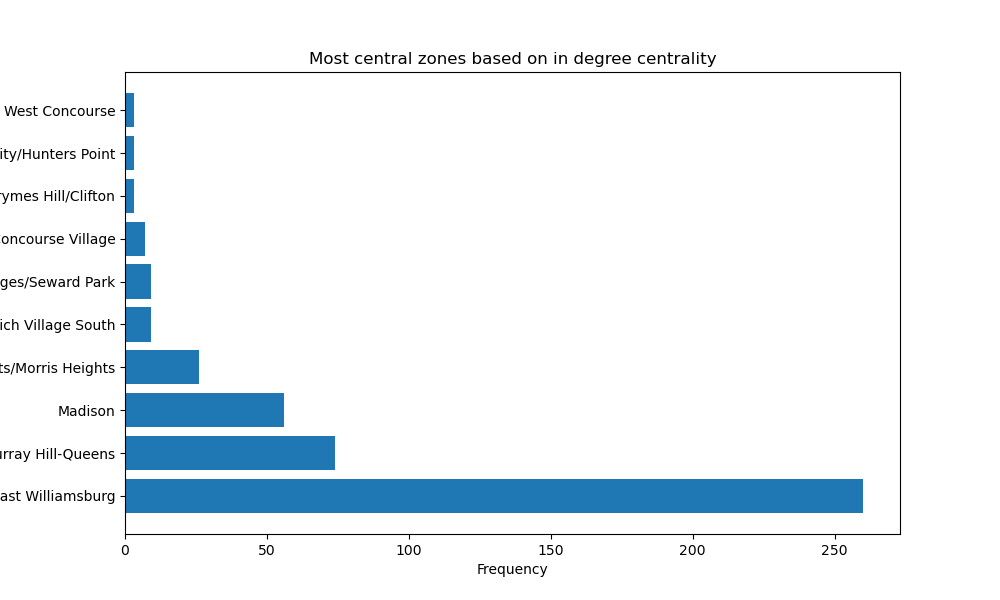 Most central zones based on in degree centrality
West Concourse
ity/Hunters Point
rymes Hill/Clifton
Concourse Village
ges/Seward Park
ich Village South
ts/Morris Heights
Madison
urray Hill-Queens
ast Williamsburg
0 50 100 150 200 250
Frequency